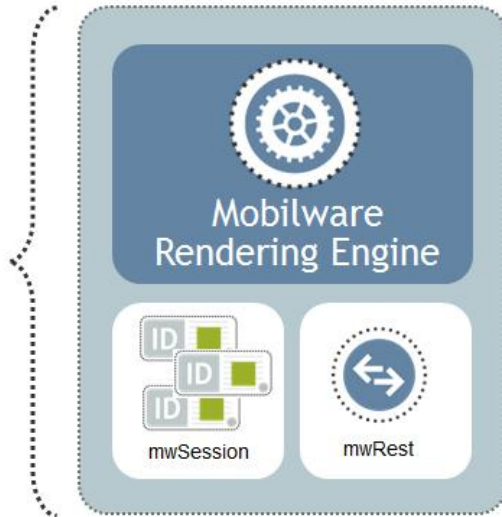 Mobilware
Rendering Engine
ID
ID
ID
mwSession
mwRest